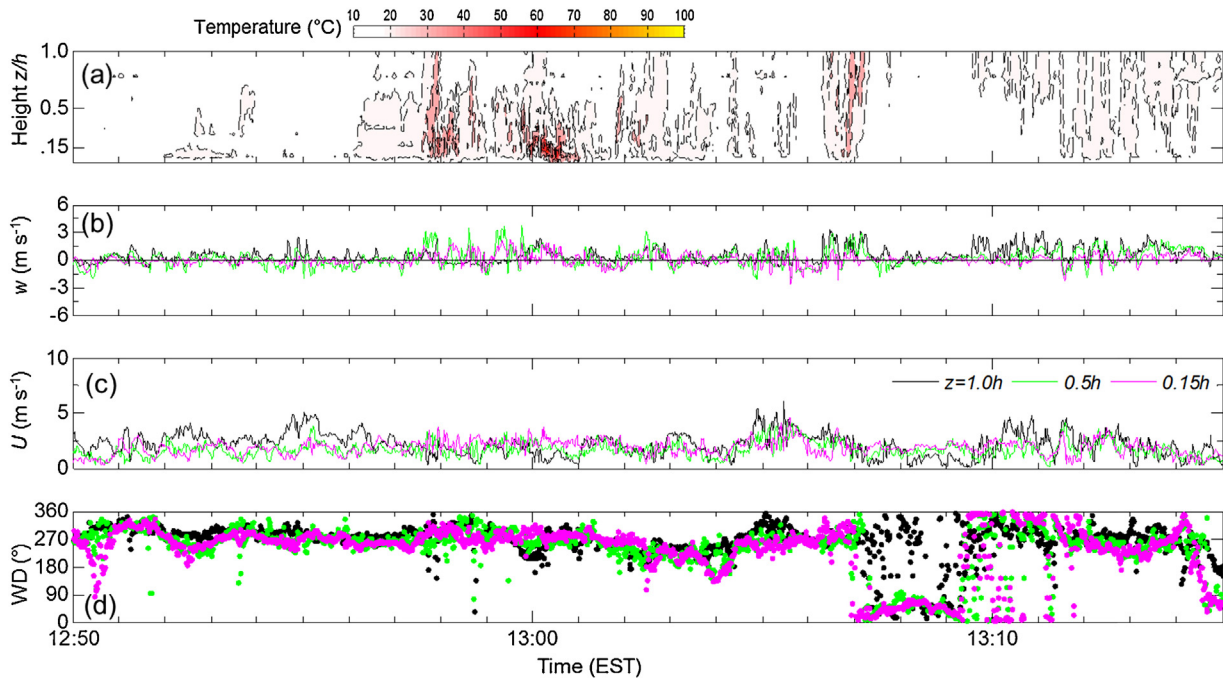 Temperature (°C)
10 20 30 40 50 60 70 80 90 100
(a)
Height z/h
1.0
0.5
.15
(b)
w (m s⁻¹)
6
3
0
-3
-6
(c)
U (m s⁻¹)
10
5
0
z=1.0h 0.5h 0.15h
(d)
WD (°)
360
270
180
90
0
12:50 13:00 13:10
Time (EST)